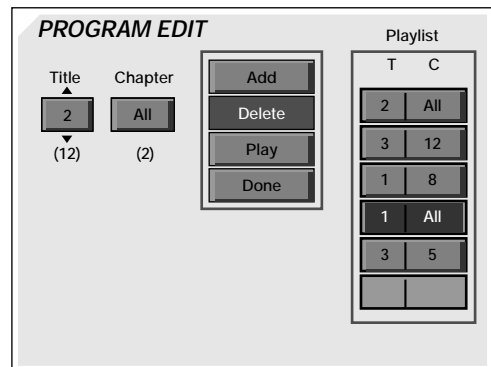 PROGRAM EDIT
Title Chapter
2 All
(12) (2)
Add
Delete
Play
Done
Playlist
T C
2 All
3 12
1 8
1 All
3 5